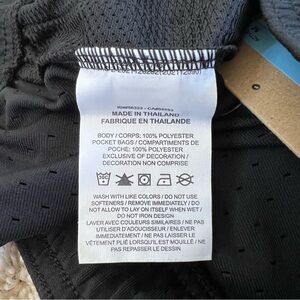 MADE IN THAILAND
FABRIQUÉ EN THAILANDE
BODY / CORPS: 100% POLYESTER
POCKET BAGS / COMPARTIMENTS DE
POCHE: 100% POLYESTER
EXCLUSIVE OF DECORATION /
DECORATION NON COMPRISE
WASH WITH LIKE COLORS / DO NOT USE
SOFTENERS / REMOVE IMMEDIATELY / DO
NOT ALLOW TO LAY ON ITSELF WHEN WET /
DO NOT IRON DESIGN
LAVER AVEC COULEURS SIMILAIRES / NE PAS
UTILISER D'ADOUCISSEUR / ENLEVER
IMMÉDIATEMENT / NE PAS LAISSER LE
VÊTEMENT PLIÉ LORSQU'IL EST MOUILLÉ / NE
PAS REPASSER LE DESSIN